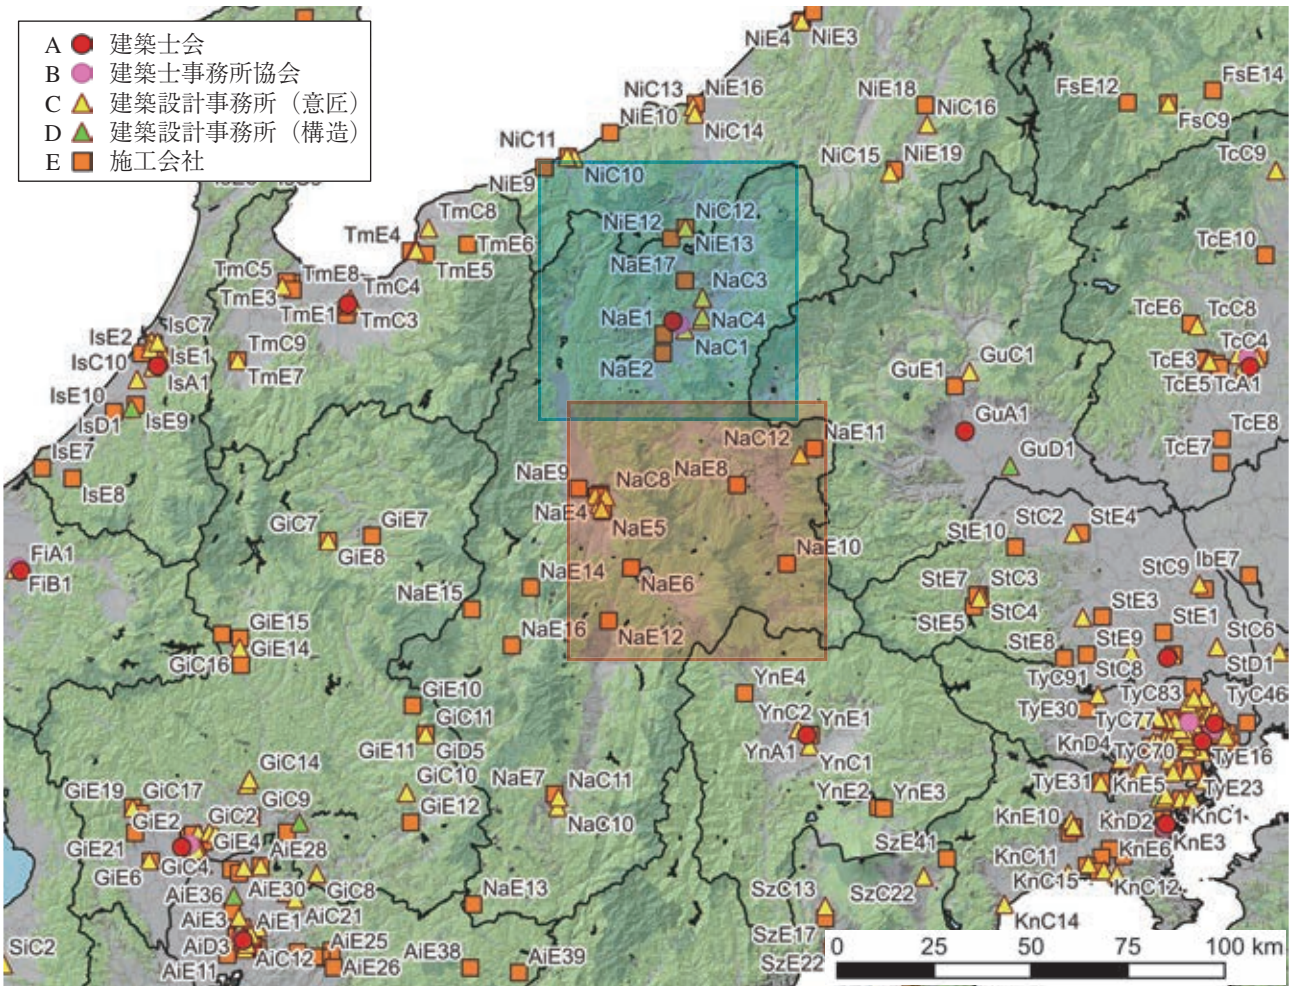 A 建築士会
B 建築士事務所協会
C 建築設計事務所（意匠）
D 建築設計事務所（構造）
E 施工会社
NiE4 NiE3
NiC13 NiE16
NiE10
NiC14
NiE18
NiC16
FsE12
FsE14
FsC9
NiC11
NiC10
NiE9
NiC15 NiE19
TcC9
TmC8
TmE4
TmE6
TmE5
NiC12
NiE12
NiE13
NaE17
NaC3
TcE10
TmC5 TmE8
TmE3
TmC4
TmE1
TmC3
NaE1
NaC4
NaC1
NaE2
TcE6 TcC8
TcC4
TcE3
TcE5 TcA1
IsE2 IsC7
IsC10 IsE1
IsA1
TmC9
TmE7
GuC1
GuE1
IsE10
IsD1
IsE9
GuA1
TcE8
TcE7
IsE7
IsE8
NaC12 NaE11
GuD1
NaE9
NaC8 NaE8
NaE4
NaE5
GiC7
GiE7
GiE8
StC2 StE4
StE10
NaE10
FiA1
FiB1
NaE14
NaE6
NaE15
StC9 IbE7
StE7 StC3
StE5 StC4
StE3
StE1
GiE15
GiE14
GiC16
NaE16
NaE12
StE8
StE9
StC8
StC6
StD1
TyC91
TyC83
TyC46
YnE4
GiE10
GiC11
GiE11 GiD5
YnC2 YnE1
YnA1
YnC1
TyE30
TyC77
KnD4 TyC70
TyE16
GiC14
GiC10
GiE12
NaE7 NaC11
NaC10
YnE2 YnE3
TyE31 KnE5
TyE23
GiE19 GiC17
GiC9
GiE2 GiC2
GiE4
GiE21
GiE6
GiC4
AiE28
SzE41
KnE10
KnD2
KnC1
KnE3
KnE6
KnC11
KnC15 KnC12
KnC14
AiE36 AiE30 GiC8
AiE3 AiE1 AiC21
NaE13
SzC13
SzC22
SzE17
SzE22
SiC2
AiD3
AiE11
AiC12
AiE25
AiE26
AiE38
AiE39
0 25 50 75 100 km